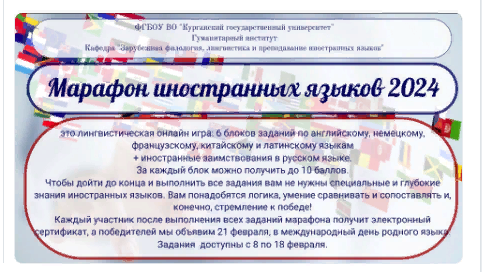 ФГБОУ ВО "Курганский государственный университет"
Гуманитарный институт
Кафедра "Зарубежная филология, лингвистика и преподавание иностранных языков"
Марафон иностранных языков 2024
это лингвистическая онлайн игра: 6 блоков заданий по английскому, немецкому,
французскому, китайскому и латинскому языкам
+ иностранные заимствования в русском языке.
За каждый блок можно получить до 10 баллов.
Чтобы дойти до конца и выполнить все задания вам не нужны специальные и глубокие
знания иностранных языков. Вам понадобятся логика, умение сравнивать и сопоставлять и,
конечно, стремление к победе!
Каждый участник после выполнения всех заданий марафона получит электронный
сертификат, а победителей мы объявим 21 февраля, в международный день родного языка.
Задания доступны с 8 по 18 февраля.